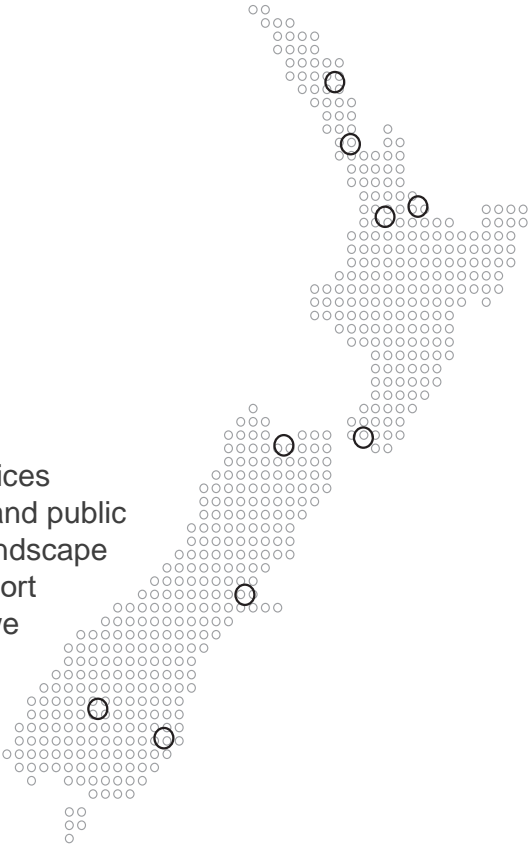 ices
and public
ndscape
ort
ve